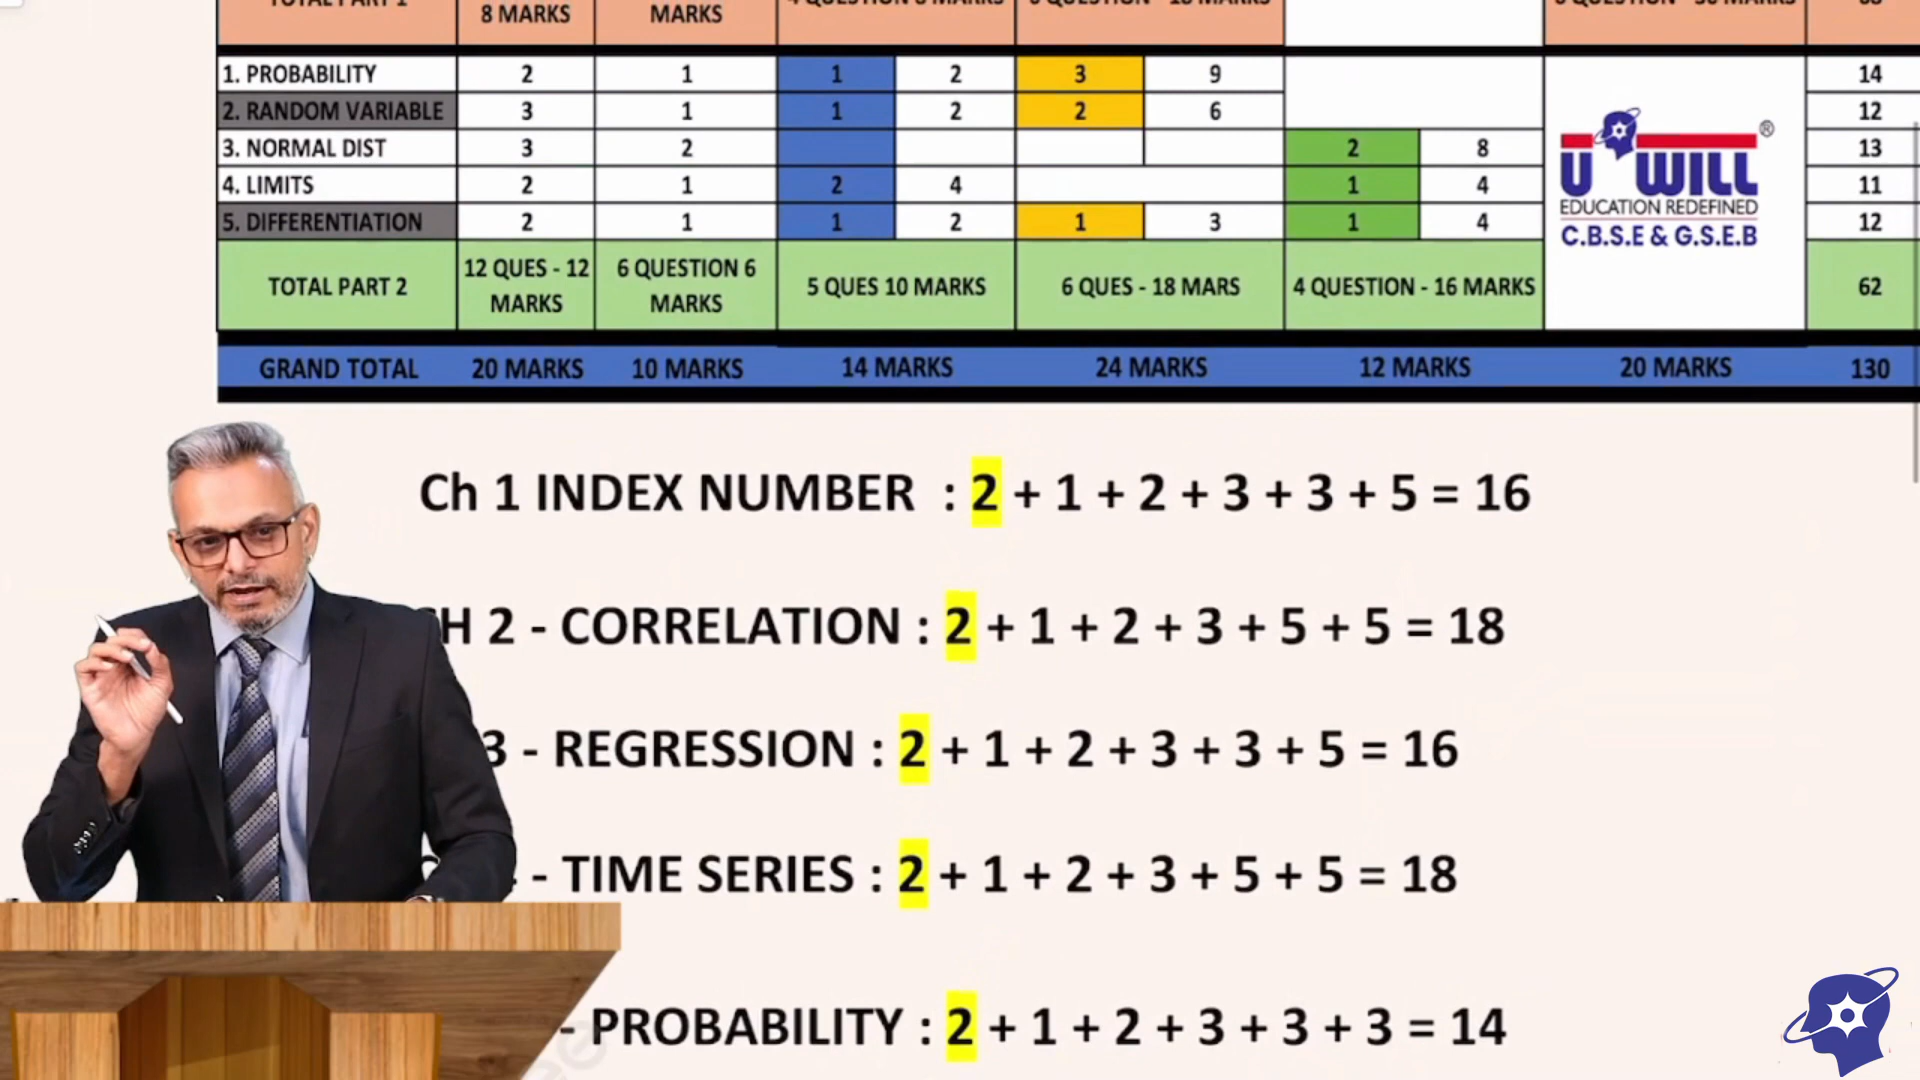 TOTAL PART 1 8 MARKS MARKS 4 QUESTION 8 MARKS
1. PROBABILITY 2 1 1 2 3 9 14
2. RANDOM VARIABLE 3 1 1 2 2 6 12
3. NORMAL DIST 3 2 2 8 13
4. LIMITS 2 1 2 4 1 4 11
5. DIFFERENTIATION 2 1 1 2 1 3 1 4 12
U WILL ®
EDUCATION REDEFINED
C.B.S.E & G.S.E.B
TOTAL PART 2 12 QUES - 12 MARKS 6 QUESTION 6 MARKS 5 QUES 10 MARKS 6 QUES - 18 MARS 4 QUESTION - 16 MARKS 62
GRAND TOTAL 20 MARKS 10 MARKS 14 MARKS 24 MARKS 12 MARKS 20 MARKS 130
Ch 1 INDEX NUMBER : 2 + 1 + 2 + 3 + 3 + 5 = 16
H 2 - CORRELATION : 2 + 1 + 2 + 3 + 5 + 5 = 18
3 - REGRESSION : 2 + 1 + 2 + 3 + 3 + 5 = 16
- TIME SERIES : 2 + 1 + 2 + 3 + 5 + 5 = 18
- PROBABILITY : 2 + 1 + 2 + 3 + 3 + 3 = 14